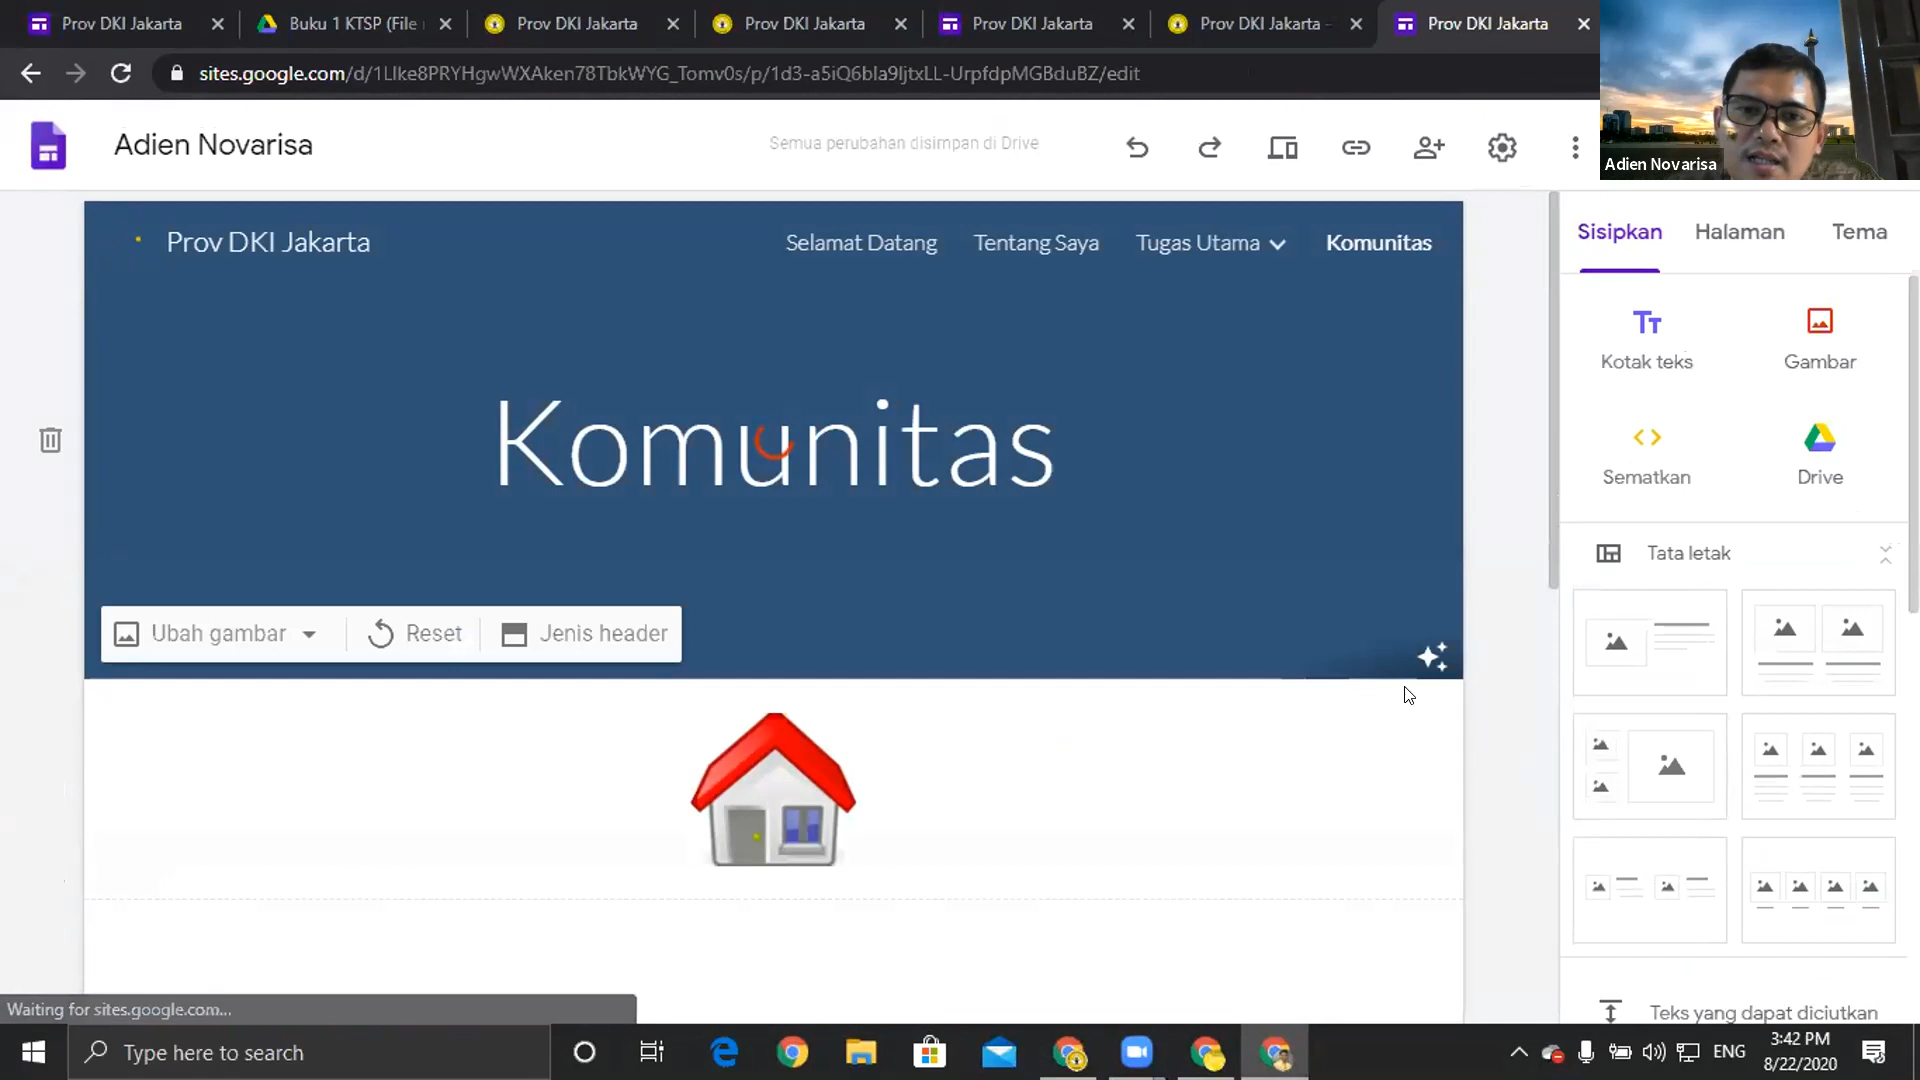 Prov DKI Jakarta
Buku 1 KTSP (File
Prov DKI Jakarta
Prov DKI Jakarta
Prov DKI Jakarta
Prov DKI Jakarta -
Prov DKI Jakarta
sites.google.com/d/1Llke8PRYHgwWXAken78TbkWYG_Tomv0s/p/1d3-a5iQ6bla9ljtxLL-UrpfdpMGBduBZ/edit
Adien Novarisa
Adien Novarisa
Semua perubahan disimpan di Drive
Prov DKI Jakarta
Selamat Datang
Tentang Saya
Tugas Utama
Komunitas
Sisipkan
Halaman
Tema
Komunitas
Kotak teks
Gambar
Sematkan
Drive
Tata letak
Ubah gambar
Reset
Jenis header
Teks yang dapat diciutkan
Waiting for sites.google.com...
Type here to search
ENG
3:42 PM
8/22/2020